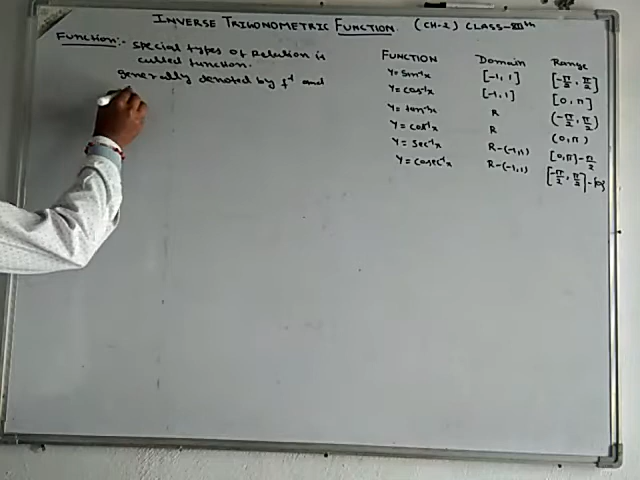 INVERSE TRIGONOMETRIC FUNCTION. (CH-2) CLASS-XIIth
Function:- Special types of Relation is
called function.
generally denoted by f⁻¹ and
FUNCTION Domain Range
Y=Sin⁻¹x [-1, 1] [-π/2, π/2]
Y=cos⁻¹x [-1, 1] [0, π]
Y=tan⁻¹x R (-π/2, π/2)
Y=cot⁻¹x R (0, π)
Y=Sec⁻¹x R-(-1,1) [0,π]-π/2
Y=cosec⁻¹x R-(-1,1) [-π/2, π/2]-{0}